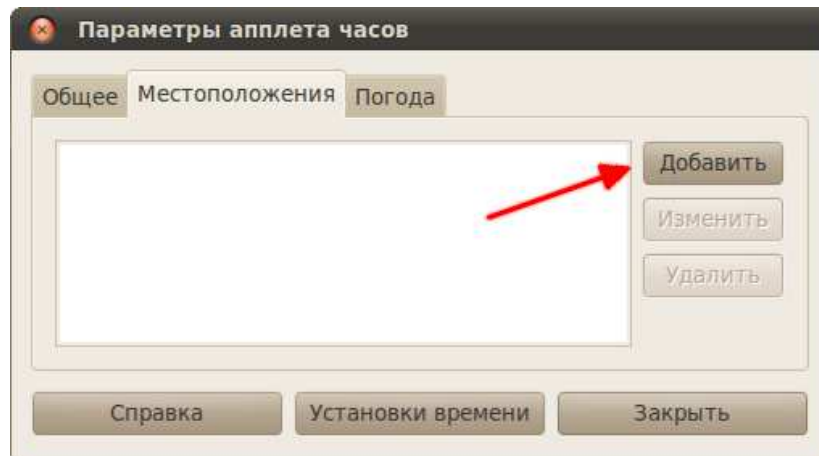 Параметры апплета часов
Общее Местоположения Погода
Добавить
Изменить
Удалить
Справка Установки времени Закрыть